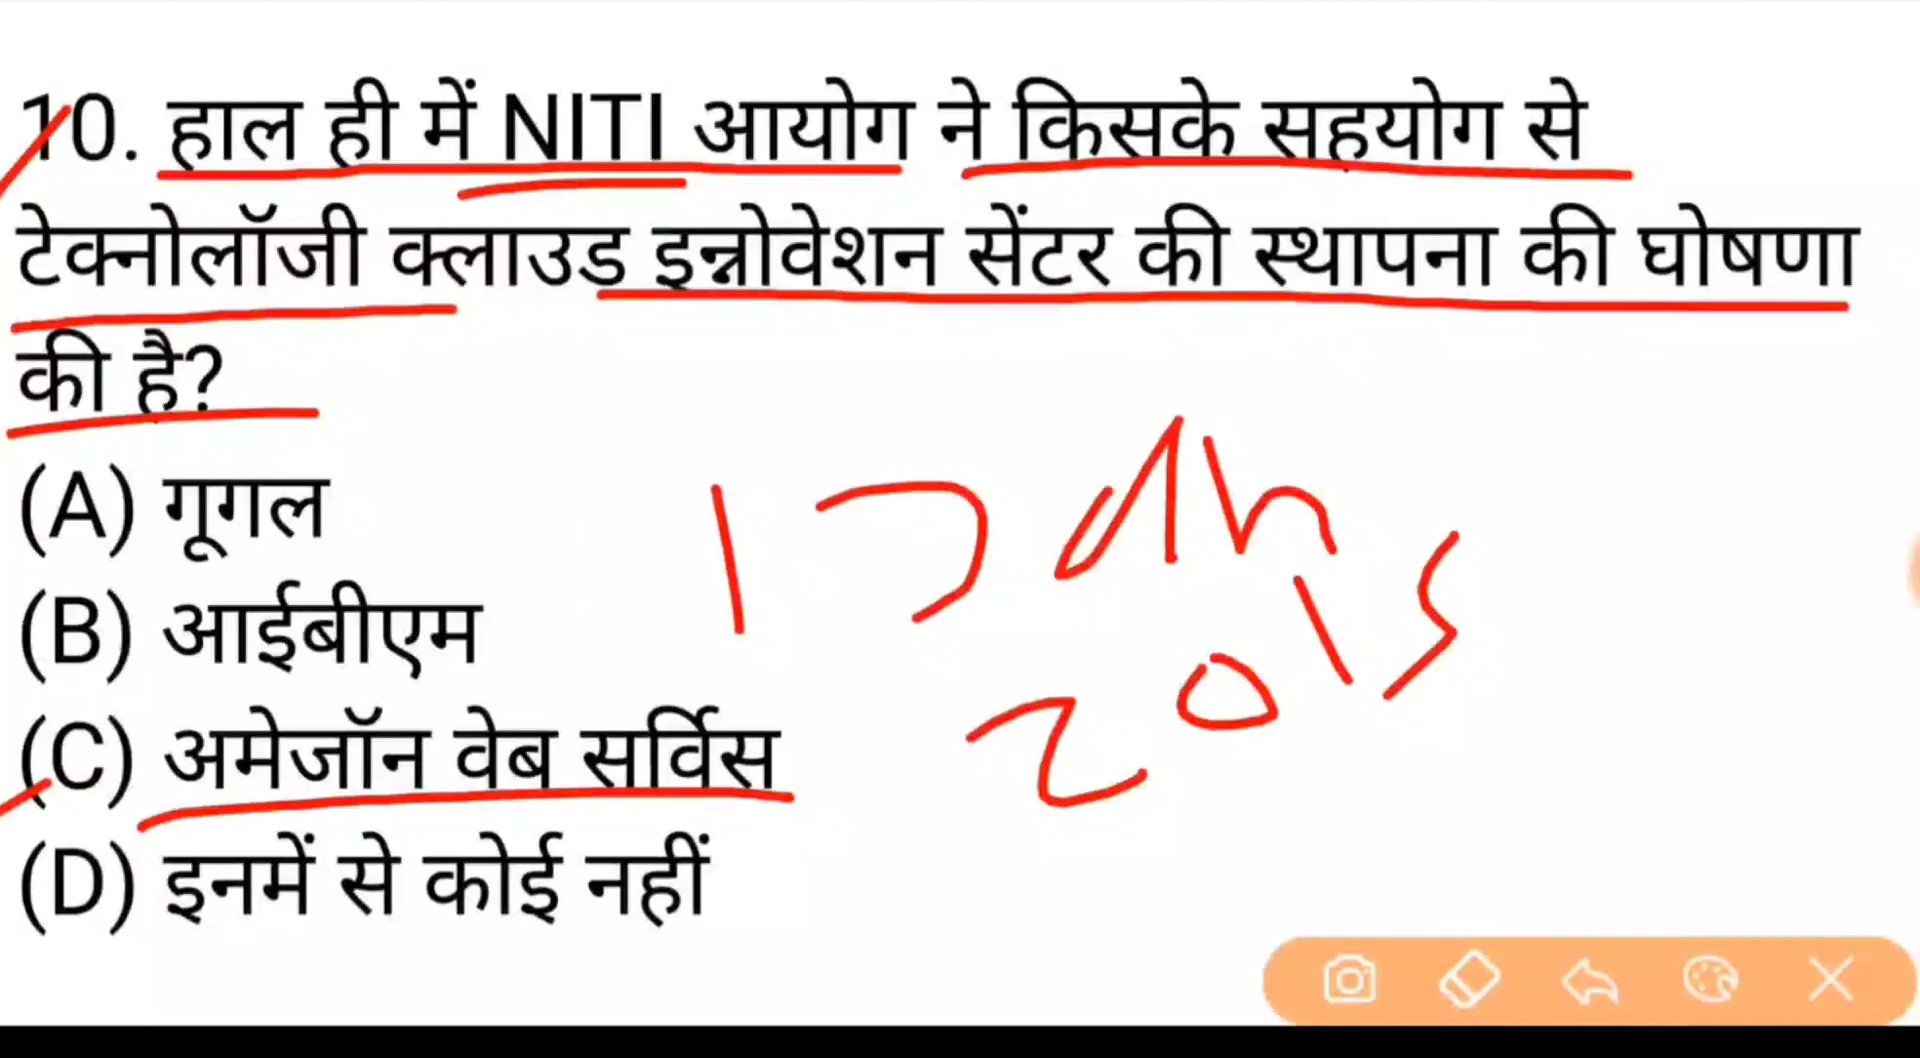 10. हाल ही में NITI आयोग ने किसके सहयोग से
टेक्नोलॉजी क्लाउड इन्नोवेशन सेंटर की स्थापना की घोषणा
की है?
(A) गूगल
(B) आईबीएम
(C) अमेजॉन वेब सर्विस
(D) इनमें से कोई नहीं
2015